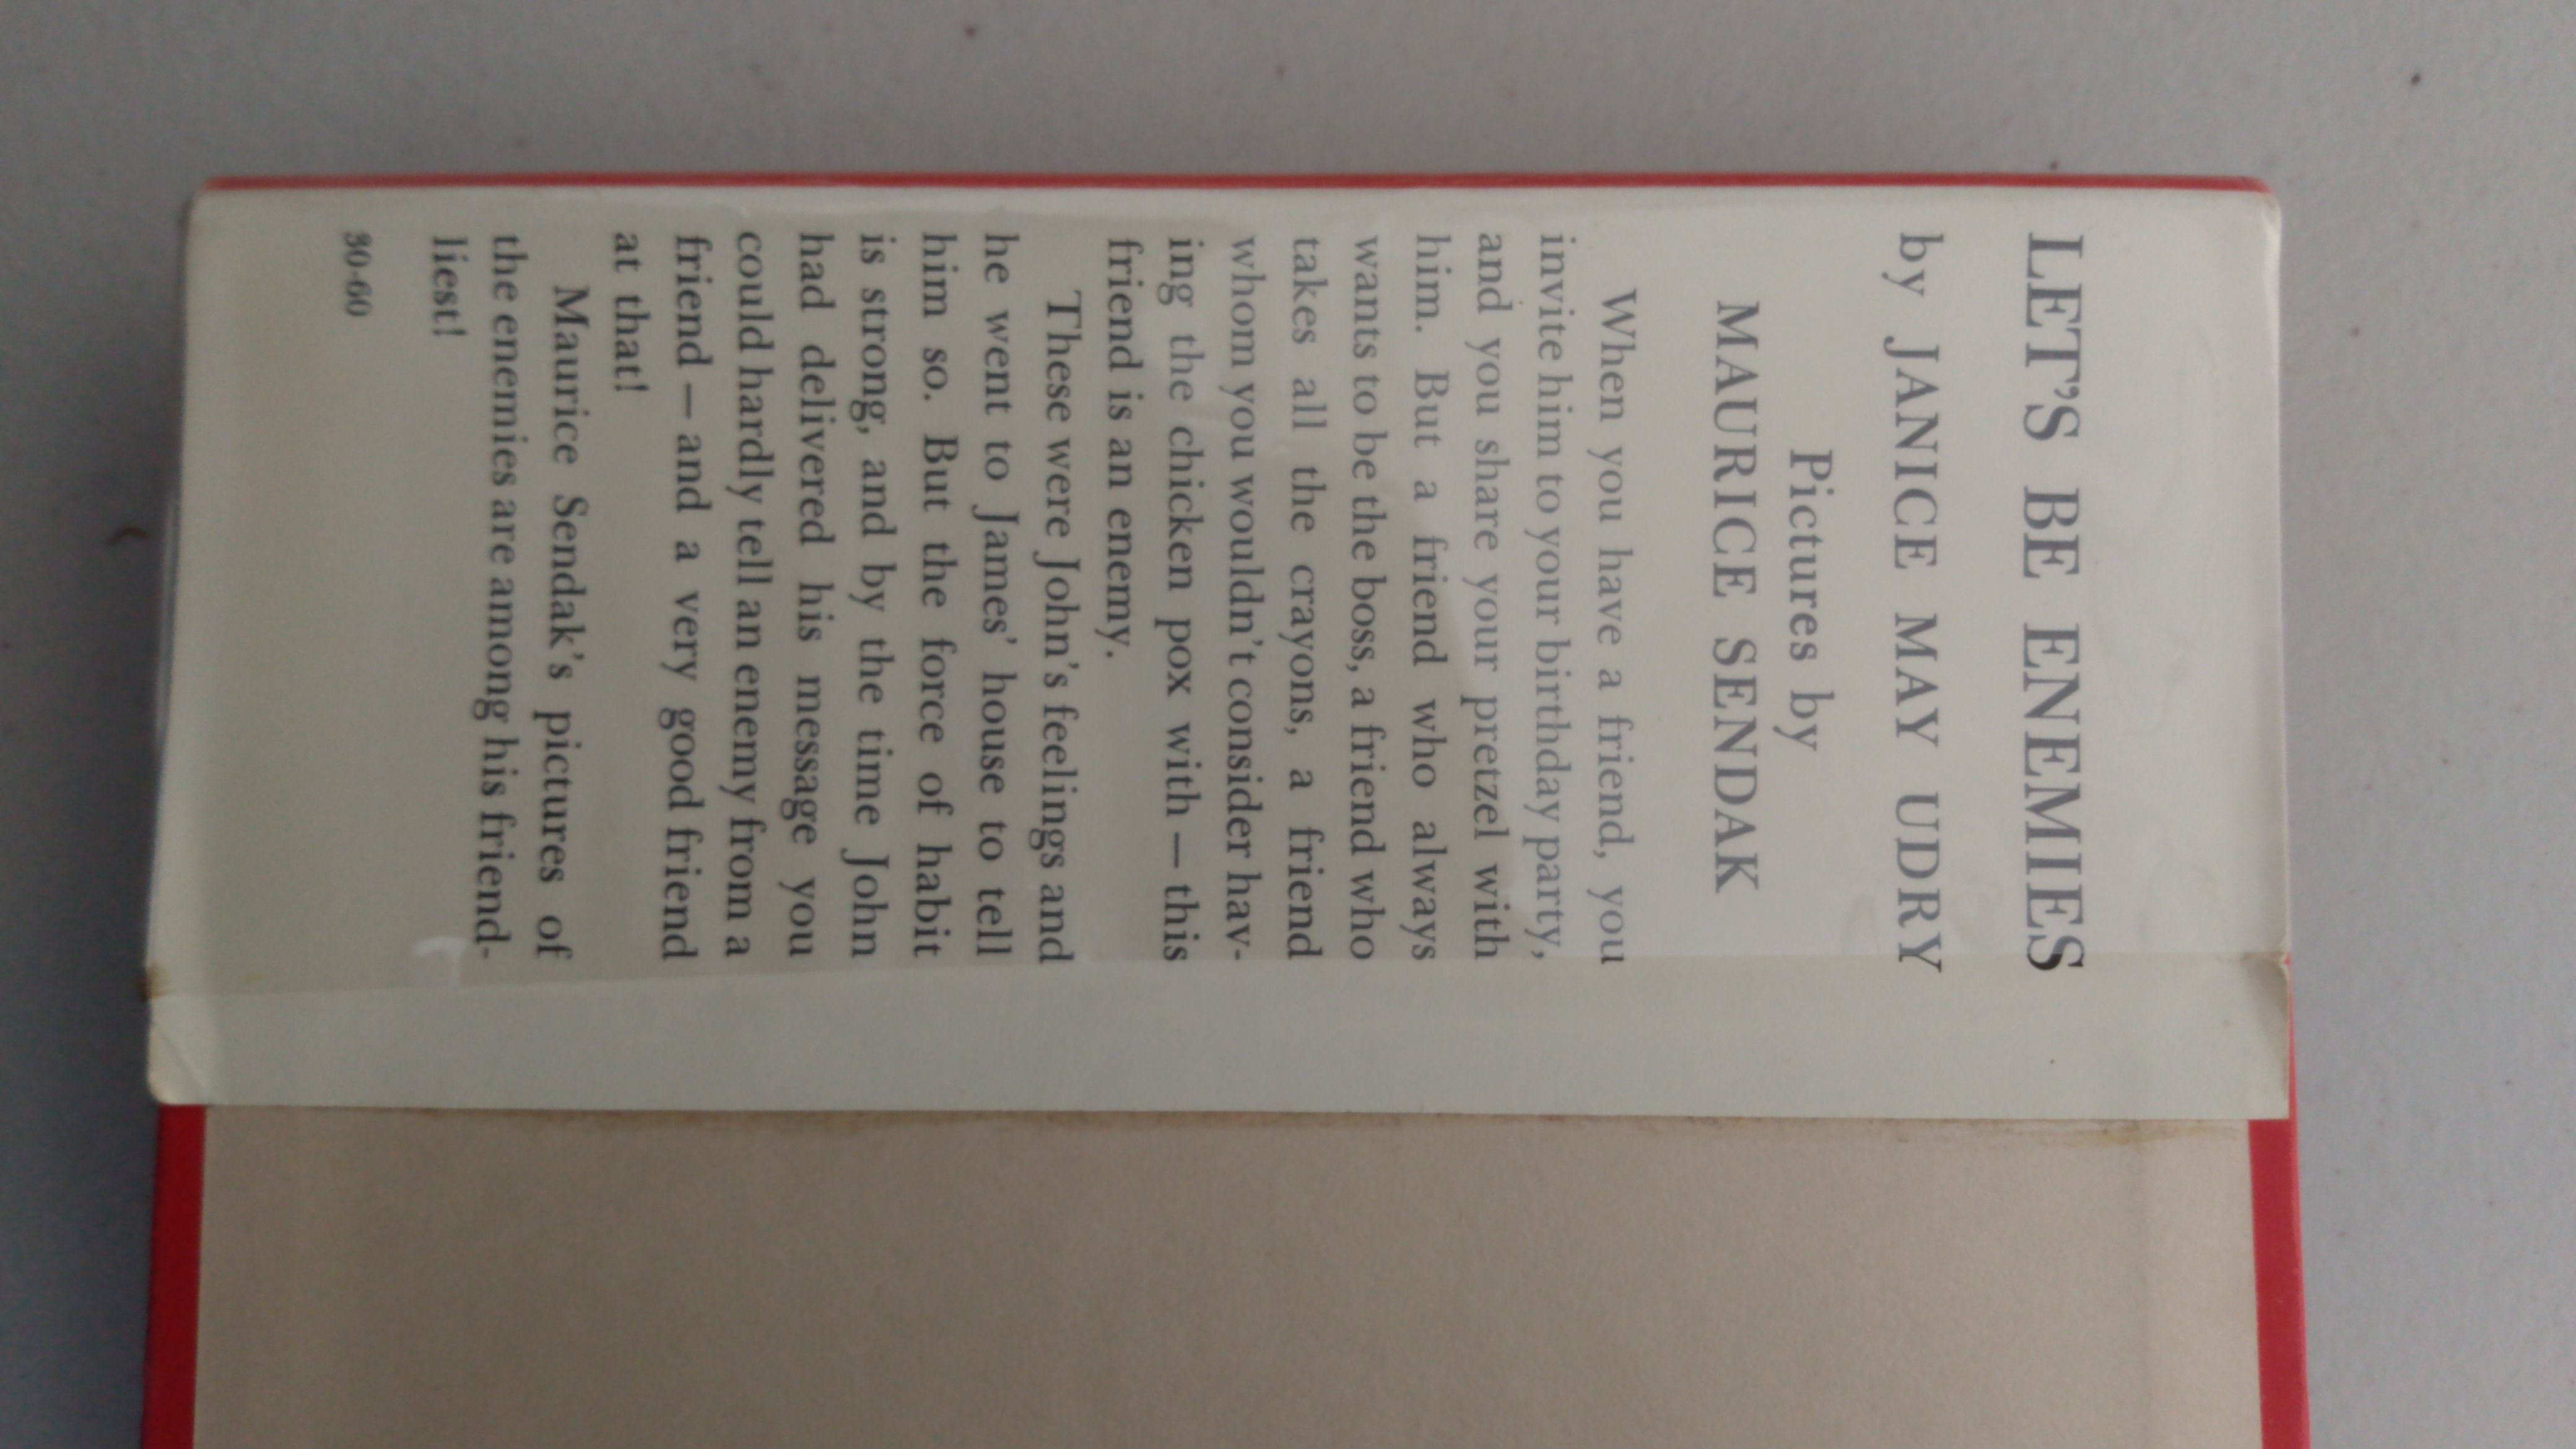 LET'S BE ENEMIES
by JANICE MAY UDRY
Pictures by
MAURICE SENDAK
When you have a friend, you
invite him to your birthday party,
and you share your pretzel with
him. But a friend who always
wants to be the boss, a friend who
takes all the crayons, a friend
whom you wouldn't consider hav-
ing the chicken pox with — this
friend is an enemy.
These were John's feelings and
he went to James' house to tell
him so. But the force of habit
is strong, and by the time John
had delivered his message you
could hardly tell an enemy from a
friend — and a very good friend
at that!
Maurice Sendak's pictures of
the enemies are among his friend-
liest!
30-60